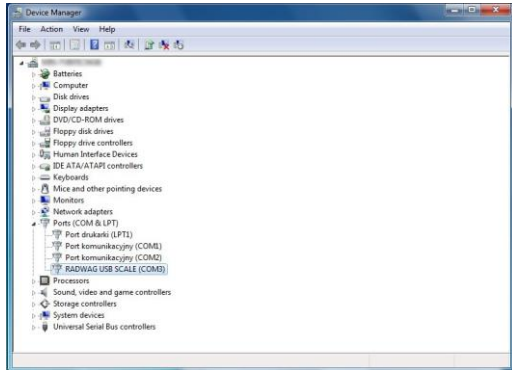 Device Manager
File Action View Help
Batteries
Computer
Disk drives
Display adapters
DVD/CD-ROM drives
Floppy disk drives
Floppy drive controllers
Human Interface Devices
IDE ATA/ATAPI controllers
Keyboards
Mice and other pointing devices
Monitors
Network adapters
Ports (COM & LPT)
Port drukarki (LPT1)
Port komunikacyjny (COM1)
Port komunikacyjny (COM2)
RADWAG USB SCALE (COM3)
Processors
Sound, video and game controllers
Storage controllers
System devices
Universal Serial Bus controllers